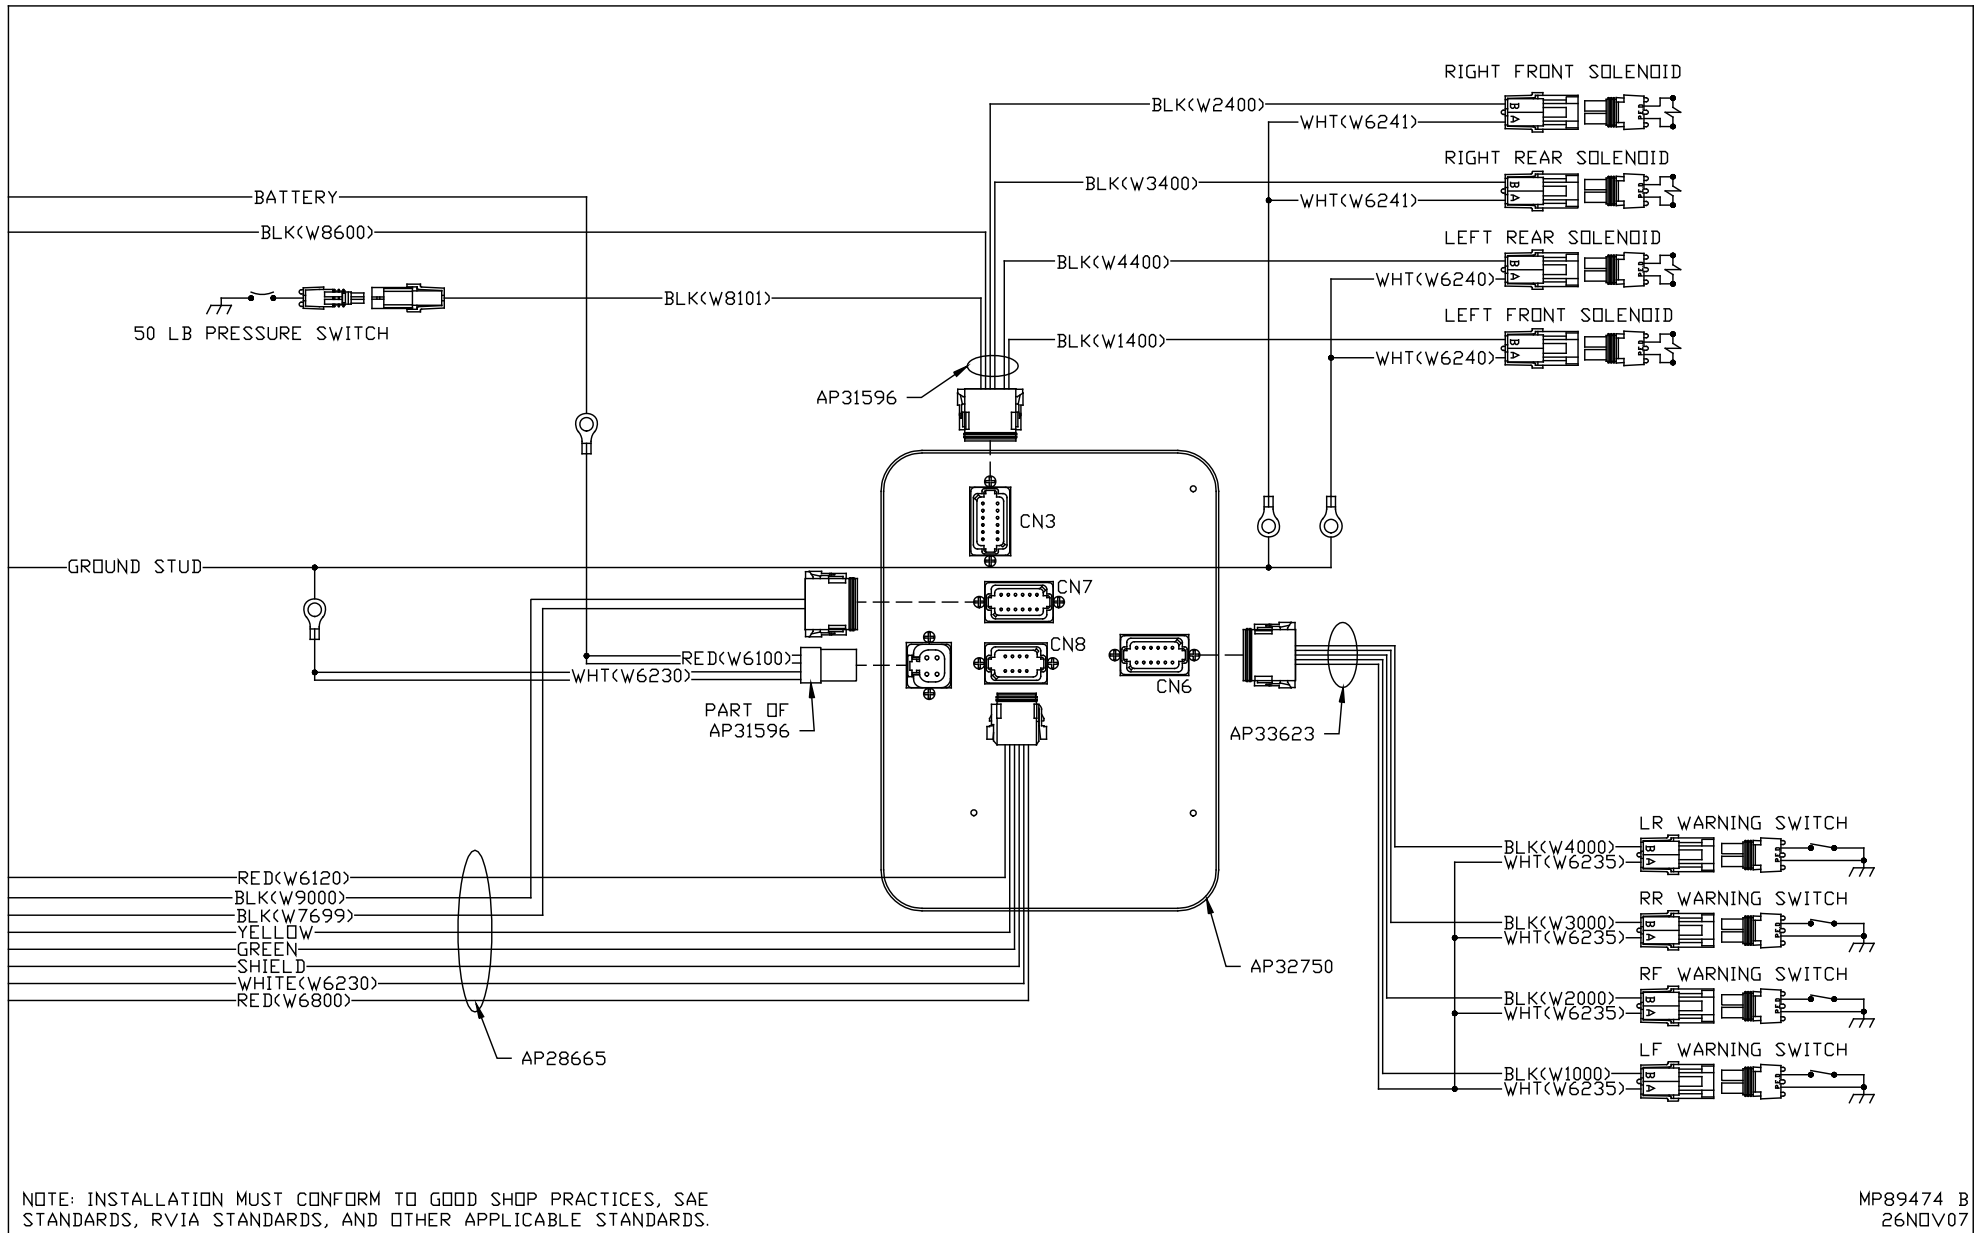 RIGHT FRONT SOLENOID
BLK(W2400)
WHT(W6241)
B
A
RIGHT REAR SOLENOID
BLK(W3400)
WHT(W6241)
B
A
BATTERY
BLK(W8600)
LEFT REAR SOLENOID
BLK(W4400)
WHT(W6240)
B
A
BLK(W8101)
50 LB PRESSURE SWITCH
LEFT FRONT SOLENOID
BLK(W1400)
WHT(W6240)
B
A
AP31596
CN3
GROUND STUD
CN7
CN8
RED(W6100)
WHT(W6230)
CN6
PART OF
AP31596
AP33623
LR WARNING SWITCH
BLK(W4000)
WHT(W6235)
B
A
RED(W6120)
BLK(W9000)
BLK(W7699)
YELLOW
GREEN
SHIELD
WHITE(W6230)
RED(W6800)
RR WARNING SWITCH
BLK(W3000)
WHT(W6235)
B
A
AP32750
RF WARNING SWITCH
BLK(W2000)
WHT(W6235)
B
A
AP28665
LF WARNING SWITCH
BLK(W1000)
WHT(W6235)
B
A
NOTE: INSTALLATION MUST CONFORM TO GOOD SHOP PRACTICES, SAE
STANDARDS, RVIA STANDARDS, AND OTHER APPLICABLE STANDARDS.
MP89474 B
26NOV07